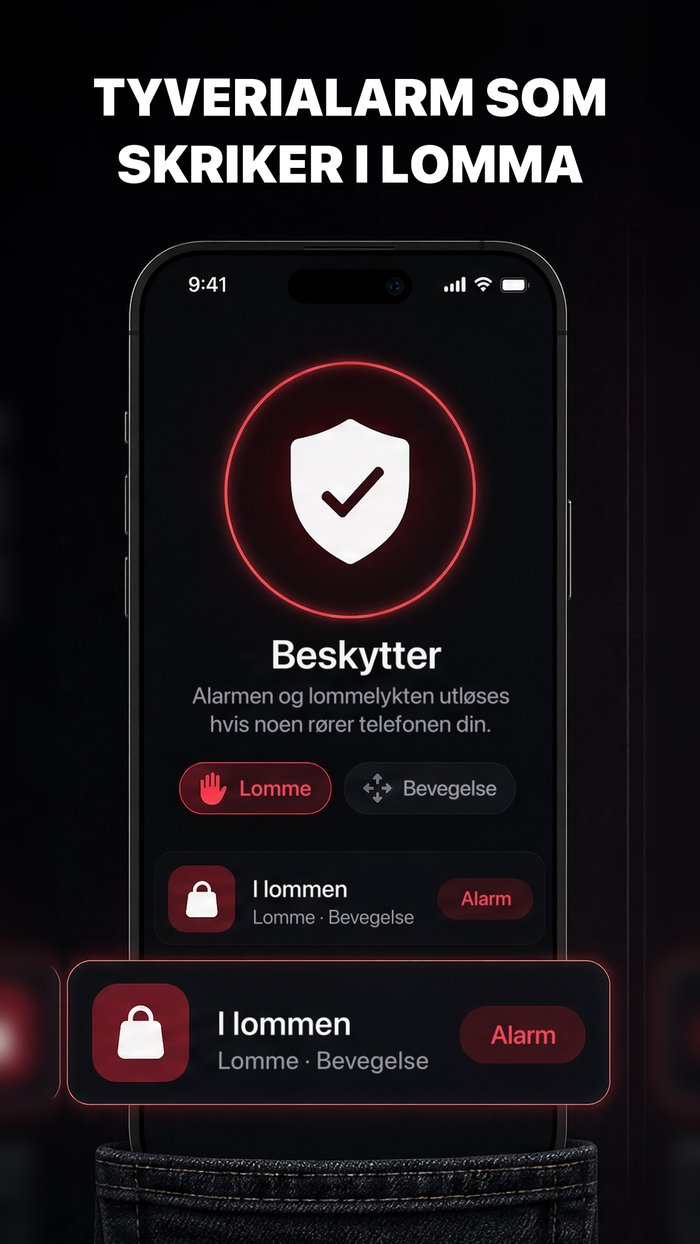 TYVERIALARM SOM
SKRIKER I LOMMA
9:41
Beskytter
Alarmen og lommelykten utløses
hvis noen rører telefonen din.
Lomme
Bevegelse
I lommen
Lomme · Bevegelse
Alarm
I lommen
Lomme · Bevegelse
Alarm